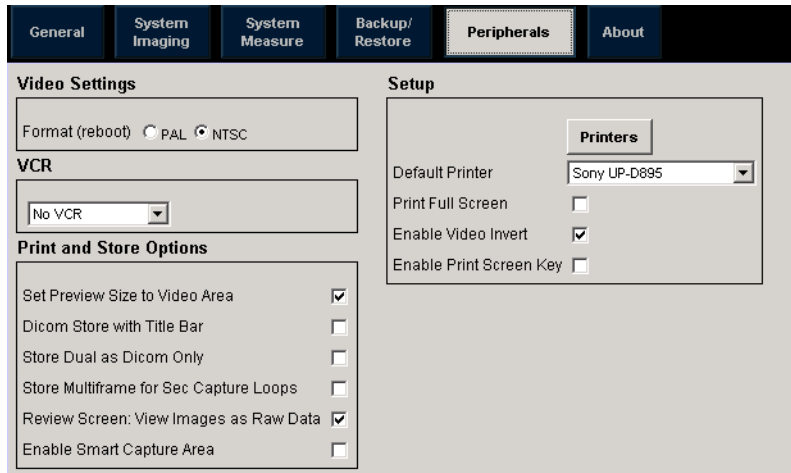 General
System
Imaging
System
Measure
Backup/
Restore
Peripherals
About
Video Settings
Format (reboot) PAL NTSC
VCR
No VCR
Print and Store Options
Set Preview Size to Video Area
Dicom Store with Title Bar
Store Dual as Dicom Only
Store Multiframe for Sec Capture Loops
Review Screen: View Images as Raw Data
Enable Smart Capture Area
Setup
Printers
Default Printer Sony UP-D895
Print Full Screen
Enable Video Invert
Enable Print Screen Key